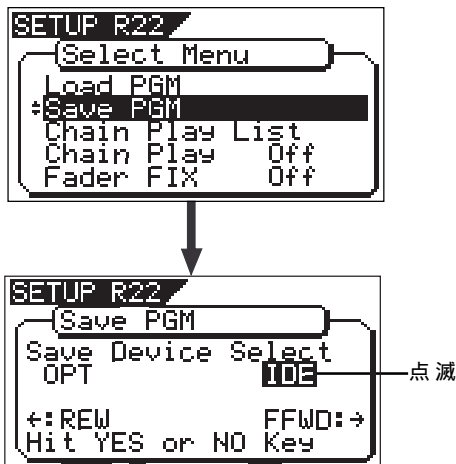 SETUP R22
Select Menu
Load PGM
Save PGM
Chain Play List
Chain Play Off
Fader FIX Off
SETUP R22
Save PGM
Save Device Select
OPT IDE
点滅
←:REW FFWD:→
Hit YES or NO Key